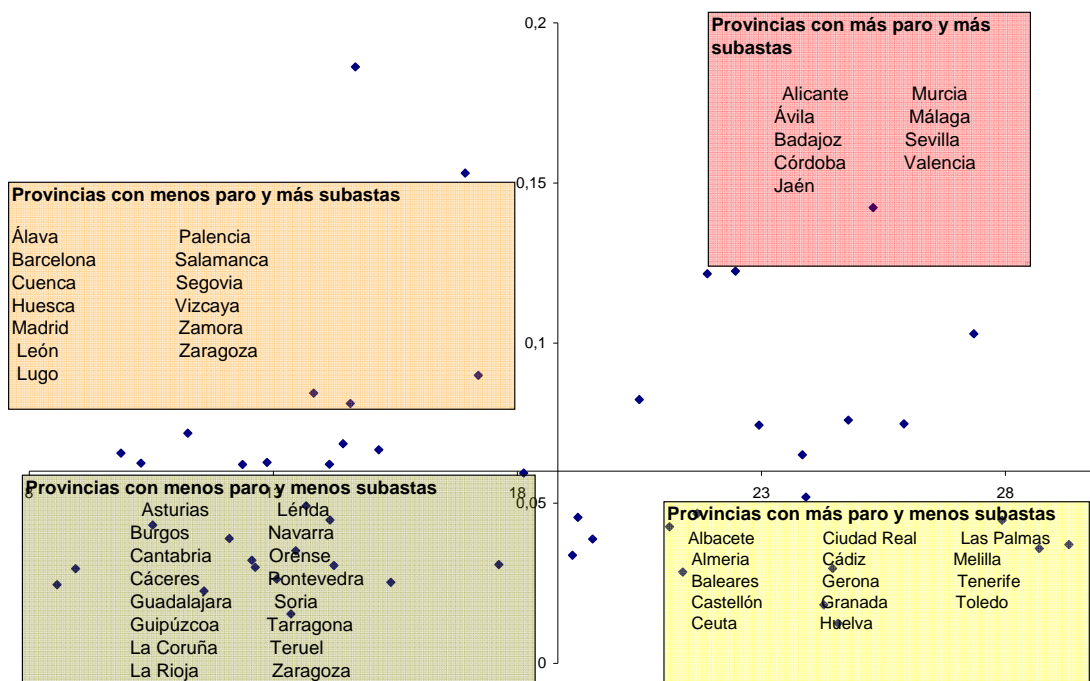 0,2
Provincias con más paro y más
subastas
Alicante Murcia
Ávila Málaga
Badajoz Sevilla
Córdoba Valencia
Jaén
0,15
Provincias con menos paro y más subastas
Álava Palencia
Barcelona Salamanca
Cuenca Segovia
Huesca Vizcaya
Madrid Zamora
León Zaragoza
Lugo
0,1
8 13 18 23 28
0,05
Provincias con menos paro y menos subastas
Asturias Lérida
Burgos Navarra
Cantabria Orense
Cáceres Pontevedra
Guadalajara Soria
Guipúzcoa Tarragona
La Coruña Teruel
La Rioja Zaragoza
Provincias con más paro y menos subastas
Albacete Ciudad Real Las Palmas
Almeria Cádiz Melilla
Baleares Gerona Tenerife
Castellón Granada Toledo
Ceuta Huelva
0